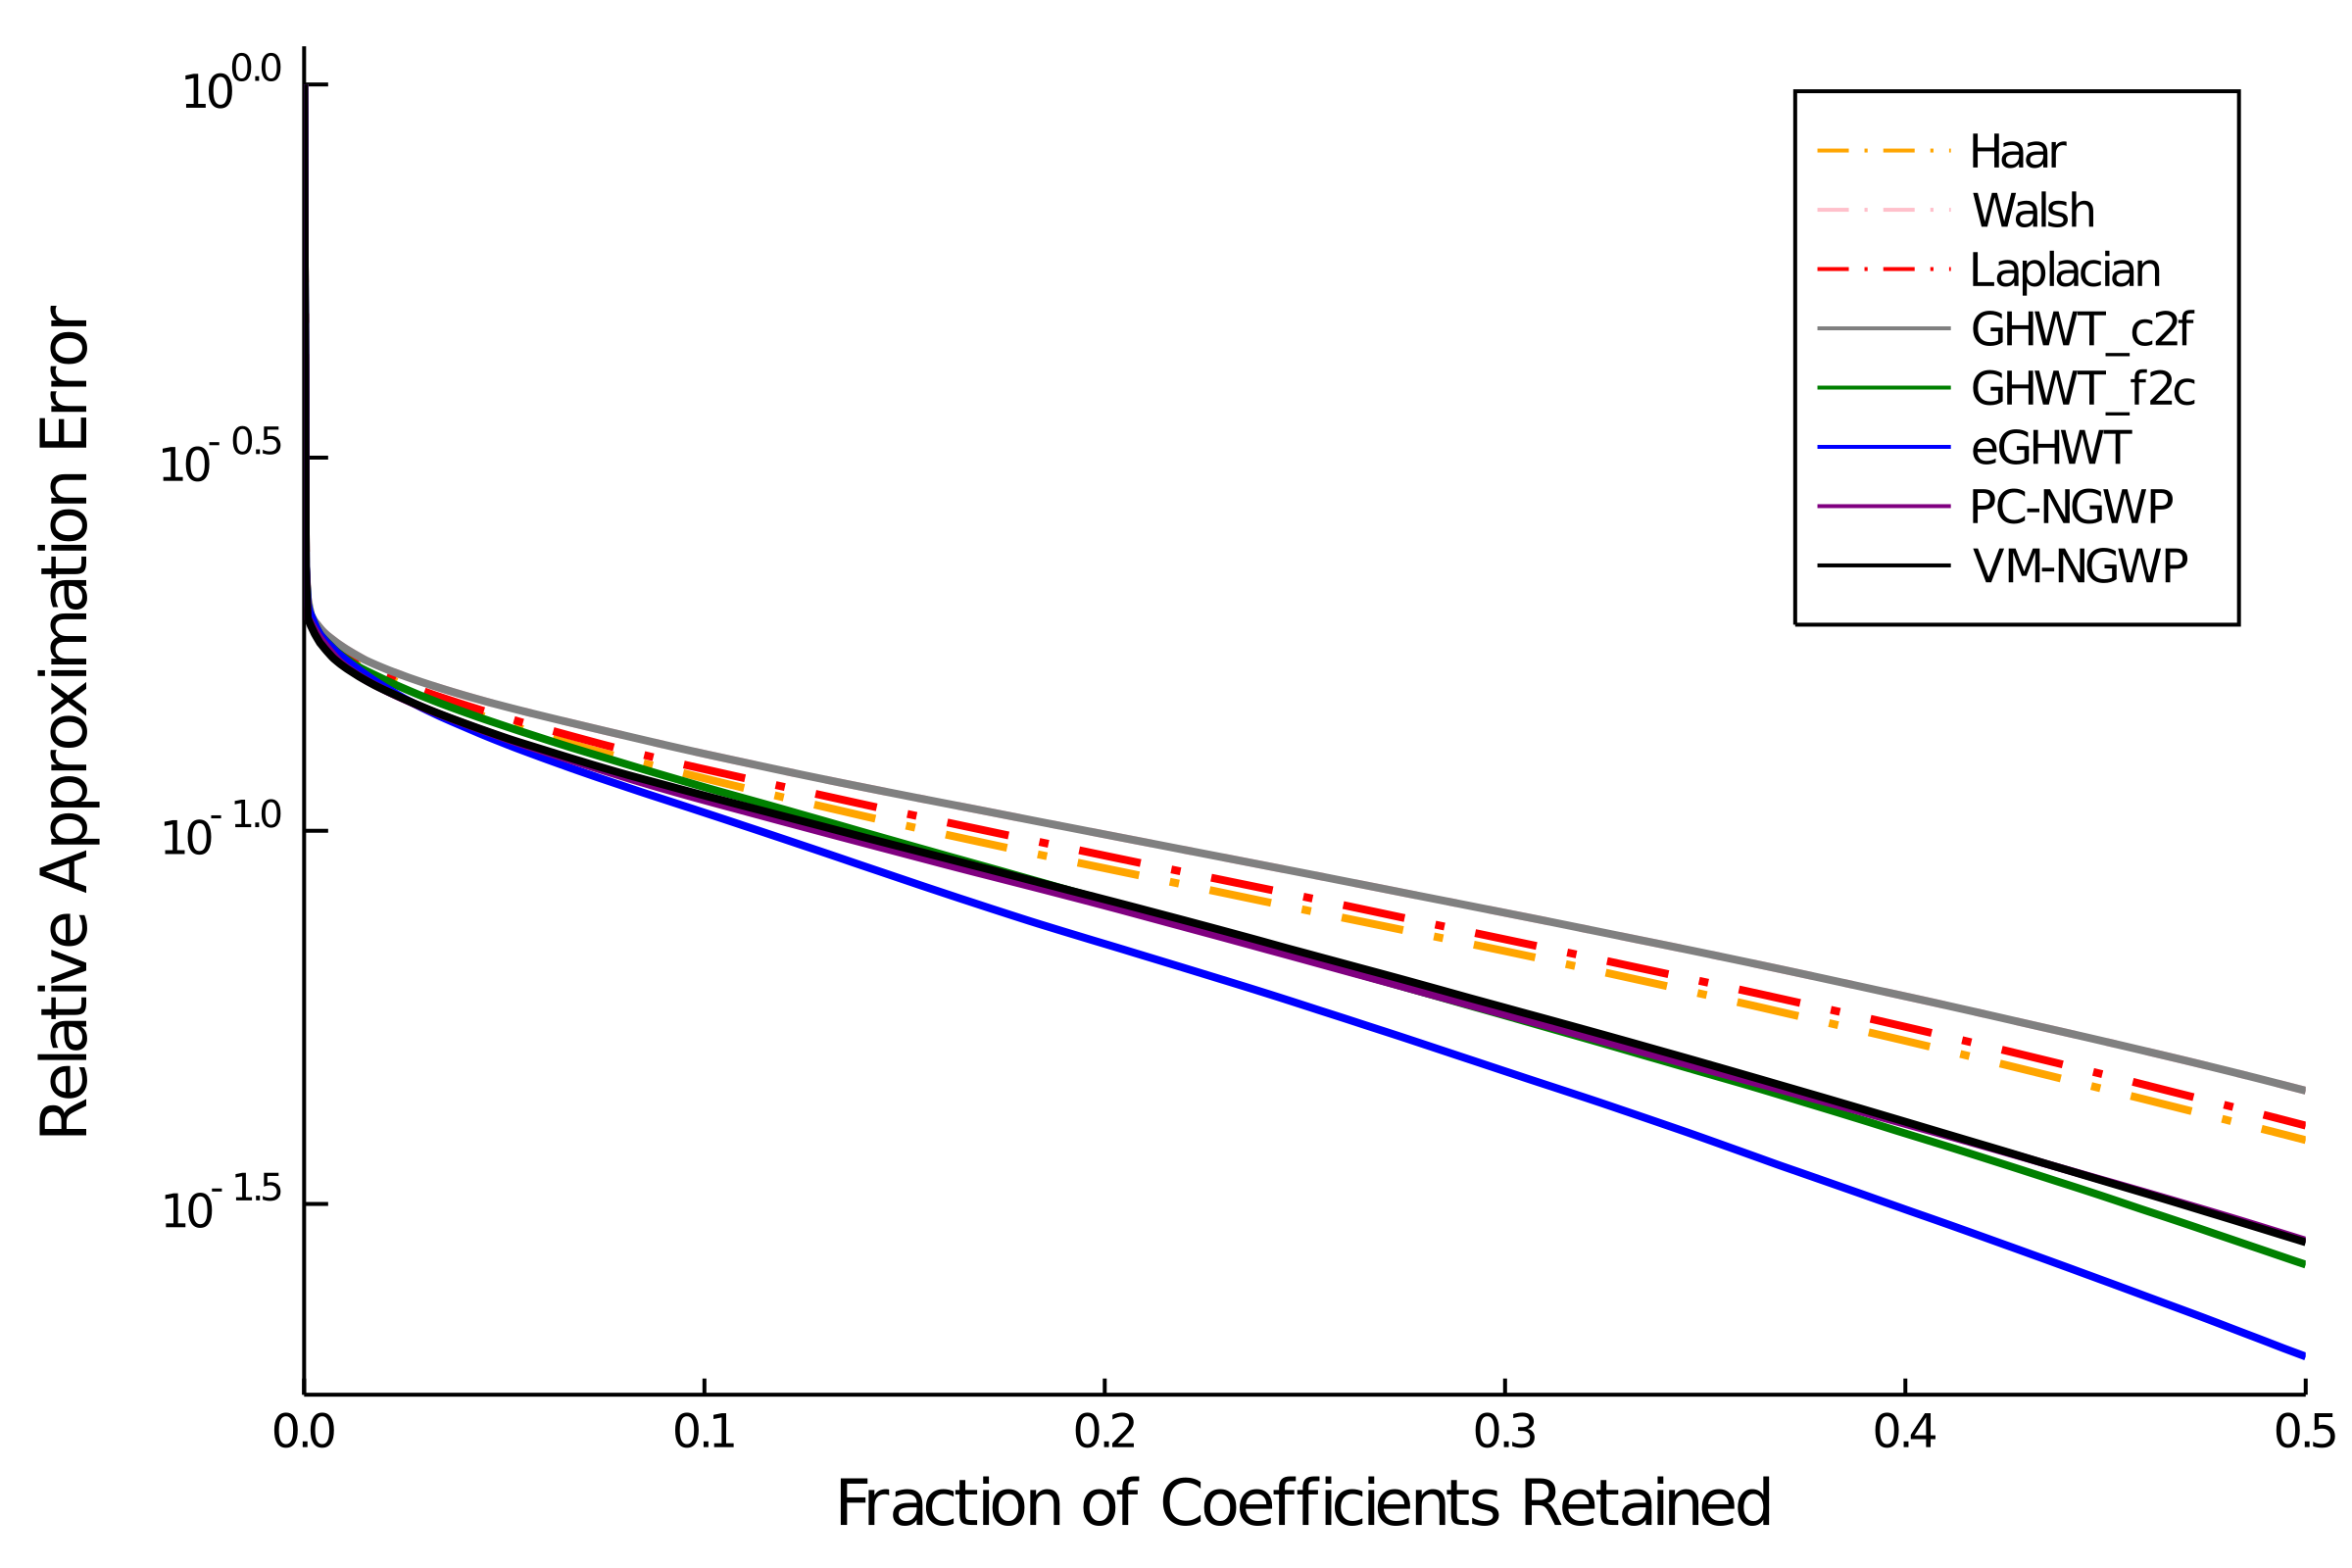 10^0.0
10^-0.5
10^-1.0
10^-1.5
Relative Approximation Error
Haar
Walsh
Laplacian
GHWT_c2f
GHWT_f2c
eGHWT
PC-NGWP
VM-NGWP
0.0 0.1 0.2 0.3 0.4 0.5
Fraction of Coefficients Retained